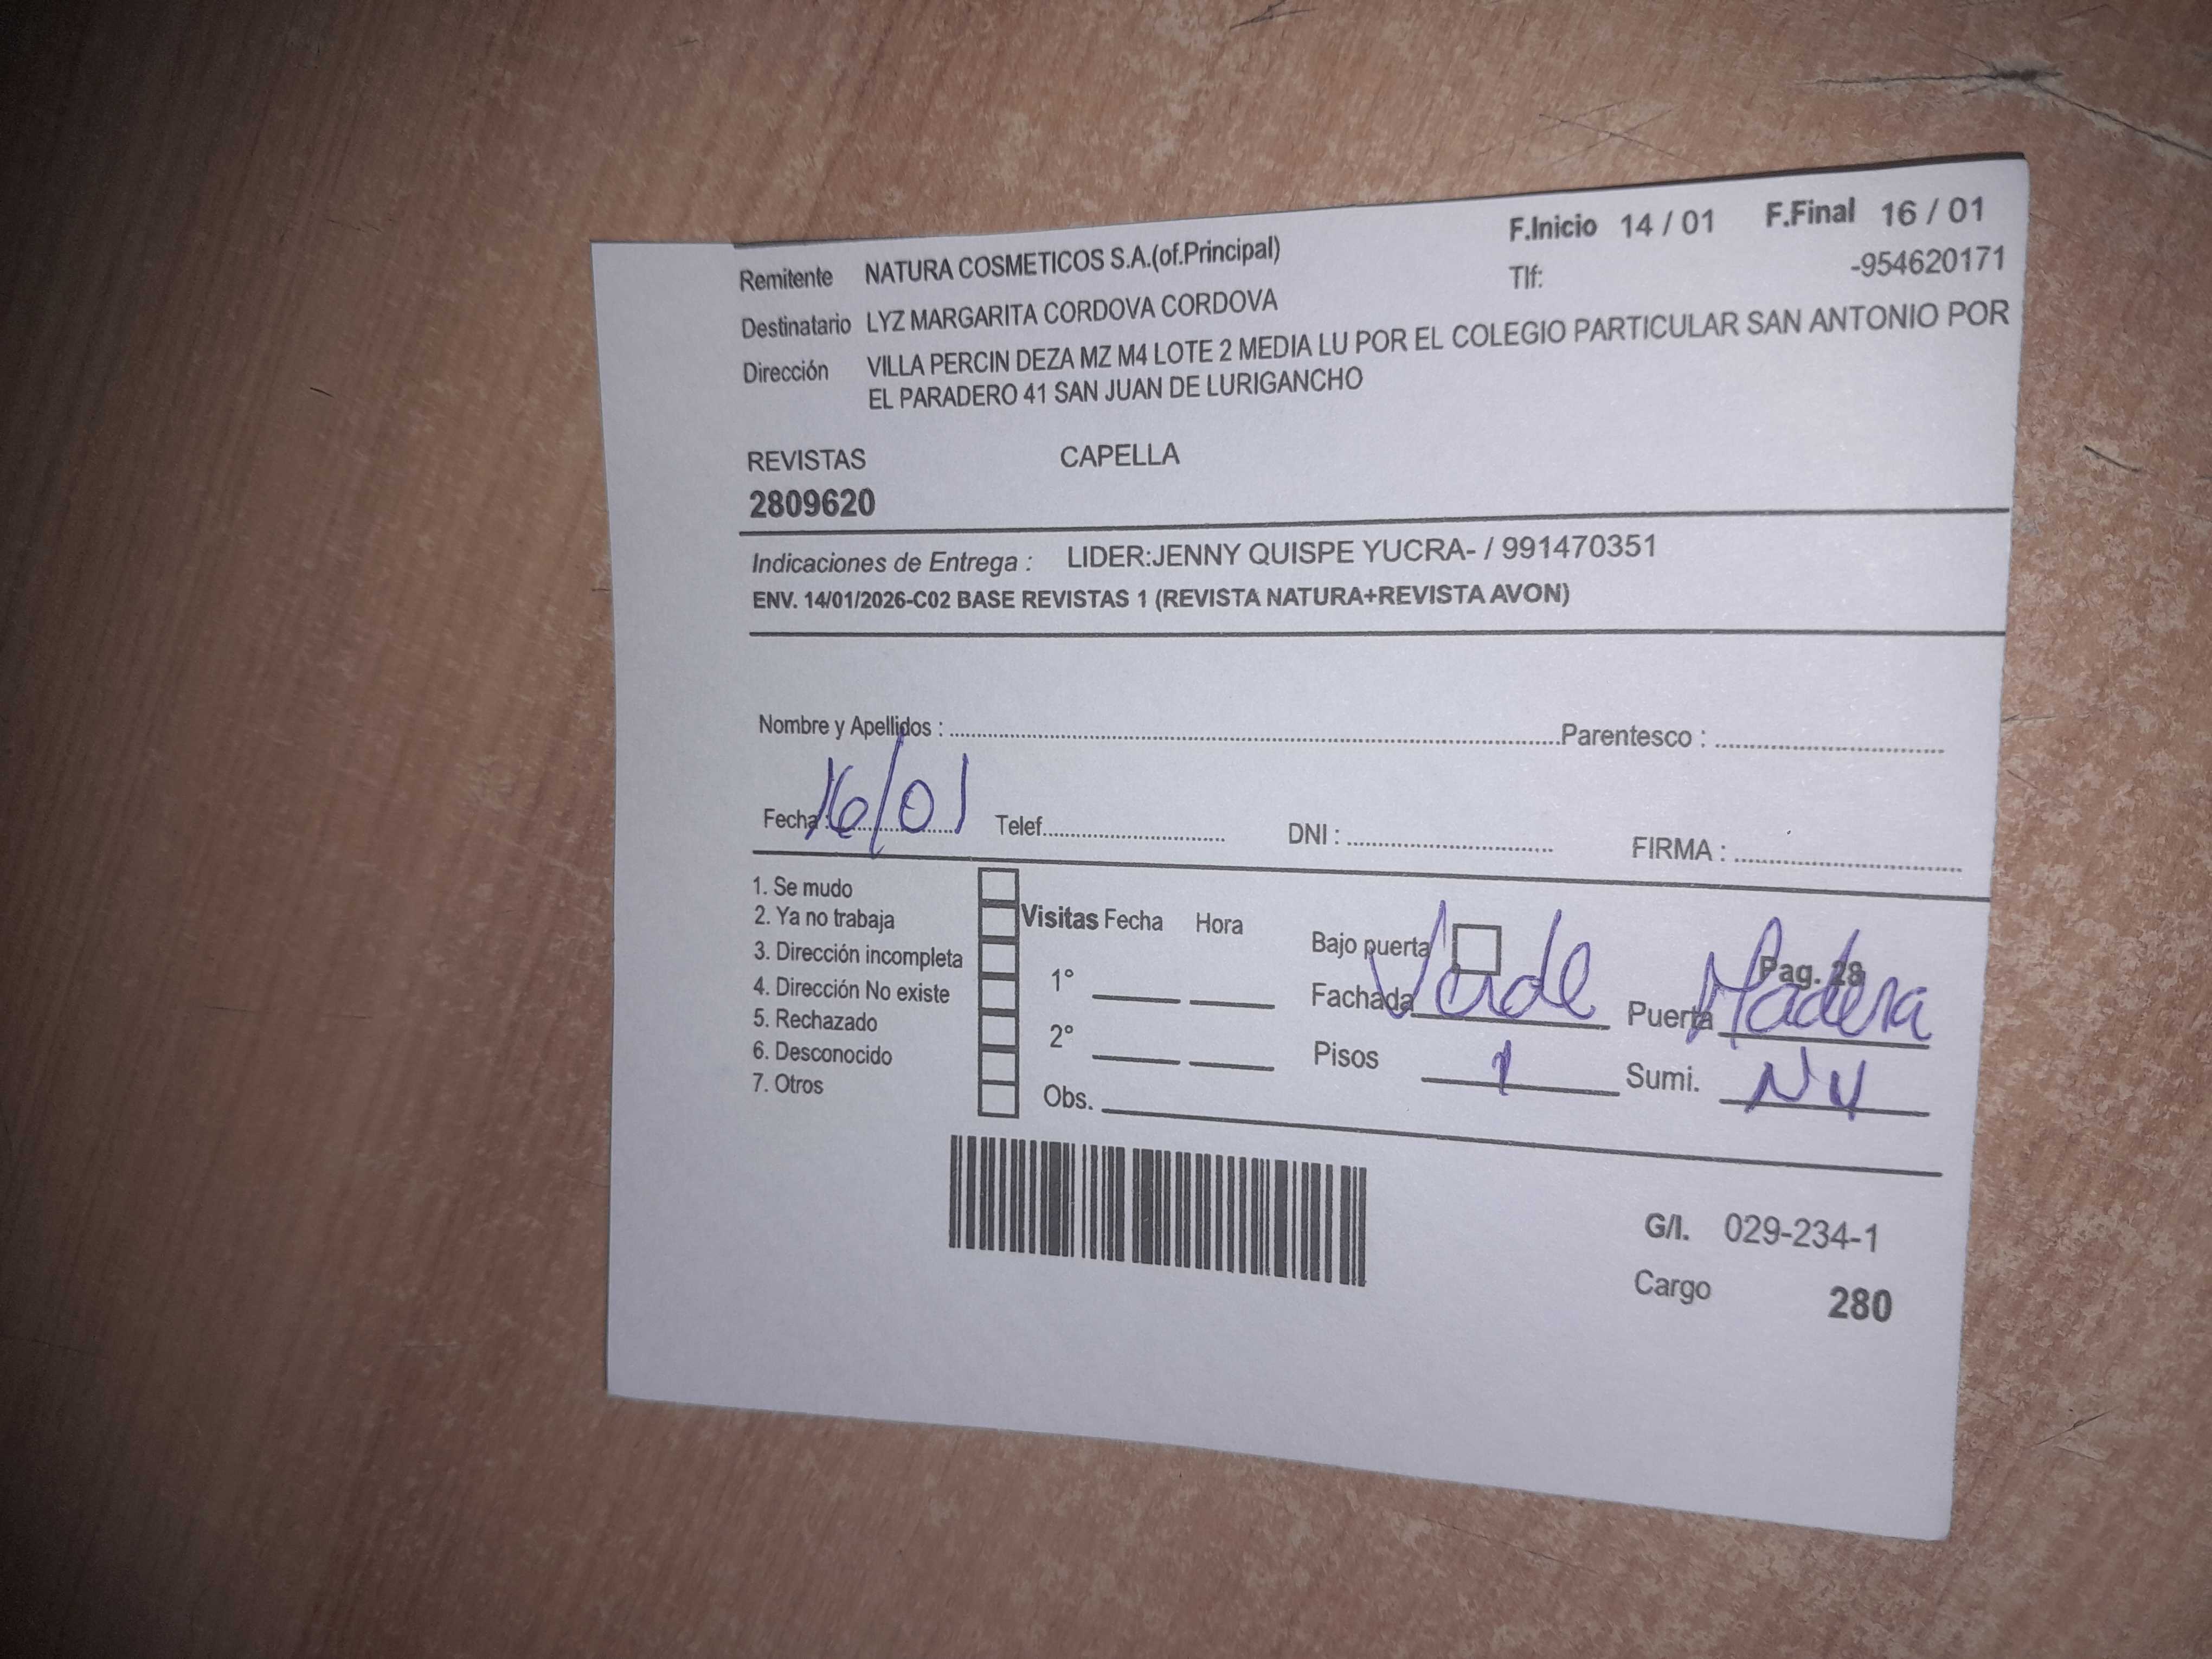 F.Inicio 14 / 01 F.Final 16 / 01
Remitente NATURA COSMETICOS S.A.(of.Principal) Tlf: -954620171
Destinatario LYZ MARGARITA CORDOVA CORDOVA
Dirección VILLA PERCIN DEZA MZ M4 LOTE 2 MEDIA LU POR EL COLEGIO PARTICULAR SAN ANTONIO POR
EL PARADERO 41 SAN JUAN DE LURIGANCHO
REVISTAS CAPELLA
2809620
Indicaciones de Entrega : LIDER:JENNY QUISPE YUCRA- / 991470351
ENV. 14/01/2026-C02 BASE REVISTAS 1 (REVISTA NATURA+REVISTA AVON)
Nombre y Apellidos : Parentesco :
Fecha : 16/01 Telef. DNI : FIRMA :
1. Se mudo
2. Ya no trabaja
3. Dirección incompleta
4. Dirección No existe
5. Rechazado
6. Desconocido
7. Otros
Visitas Fecha Hora
1°
2°
Obs.
Bajo puerta Pag. 28
Fachada Verde Puerta Madera
Pisos 1 Sumi. NV
G/I. 029-234-1
Cargo 280